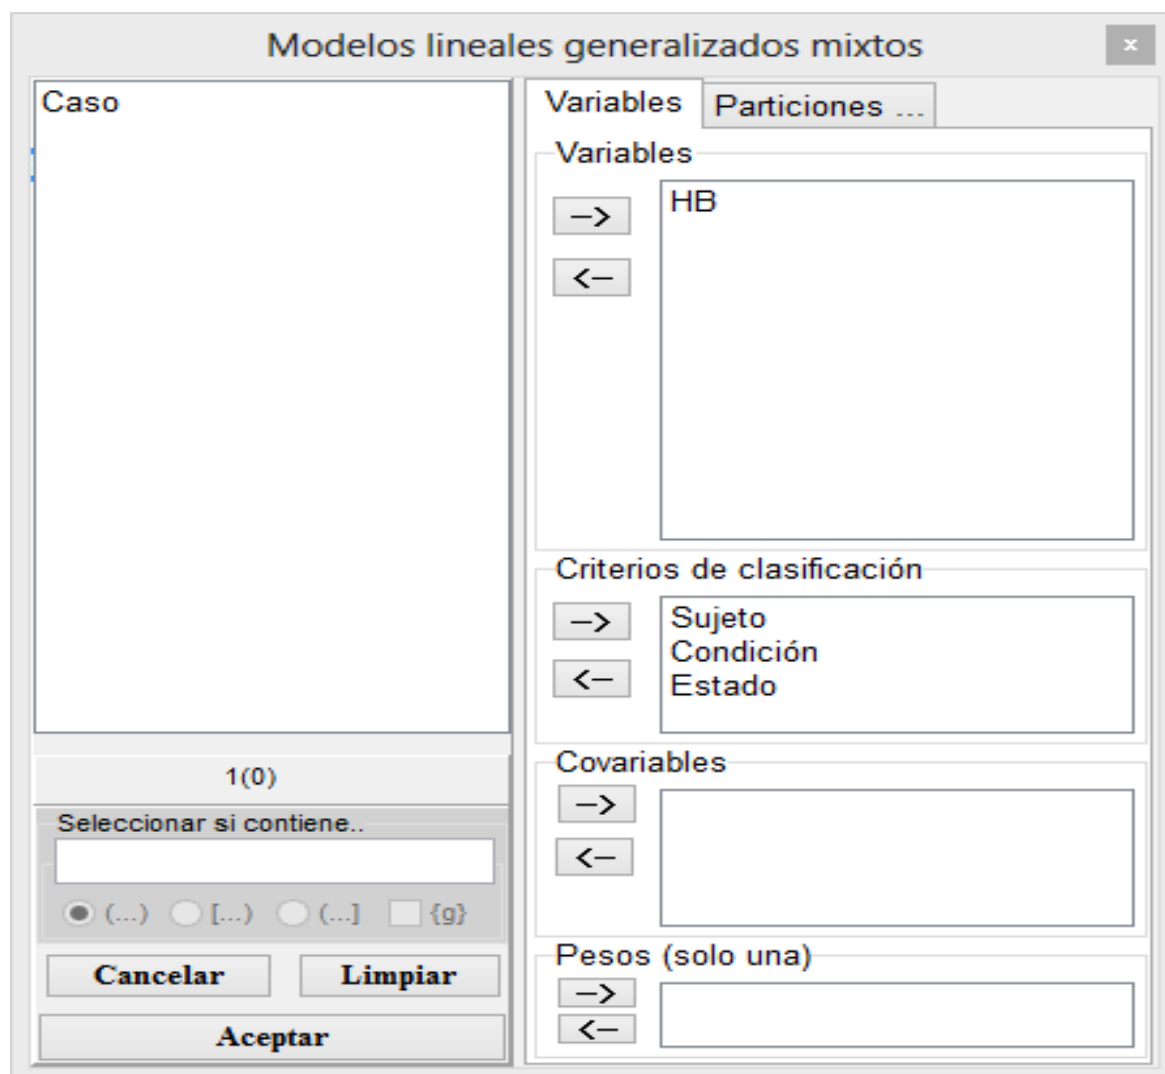 Modelos lineales generalizados mixtos
x
Caso
Variables
Particiones ...
Variables
-->
HB
<--
Criterios de clasificación
-->
Sujeto
Condición
<--
Estado
Covariables
-->
<--
Pesos (solo una)
-->
<--
1(0)
Seleccionar si contiene..
(...) [...) (...] {g}
Cancelar Limpiar
Aceptar